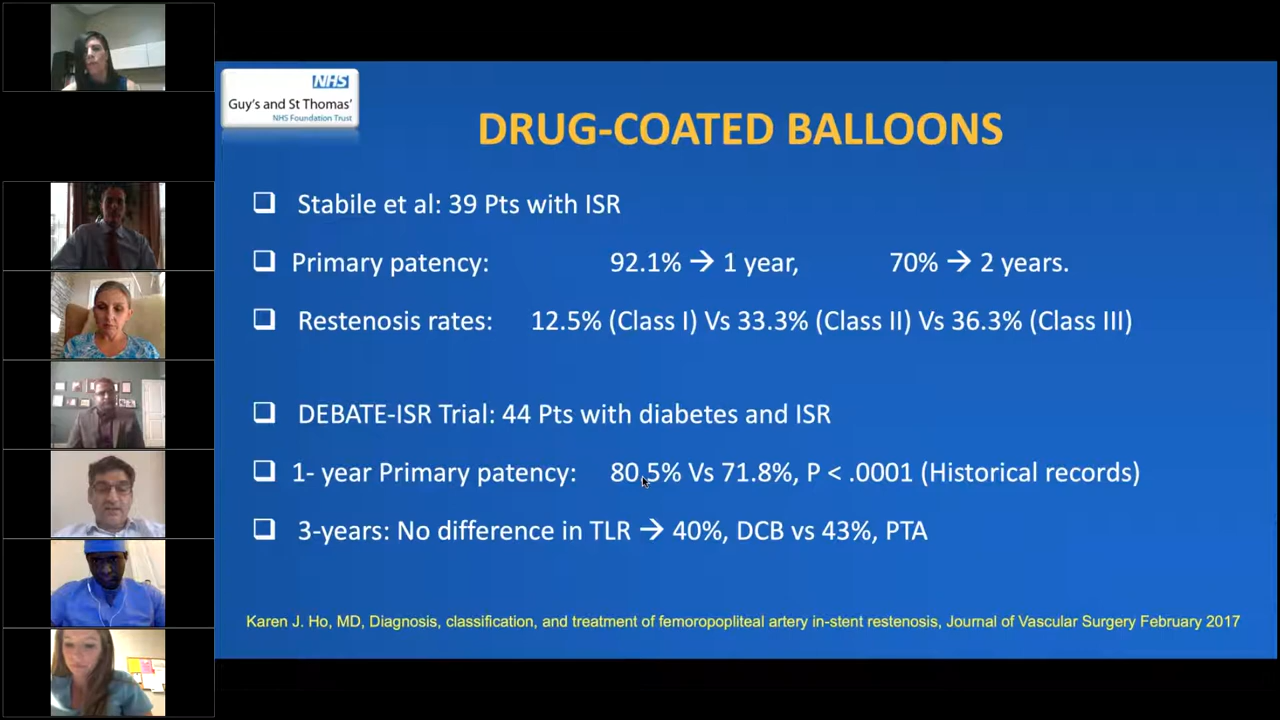 NHS
Guy's and St Thomas'
NHS Foundation Trust
DRUG-COATED BALLOONS
Stabile et al: 39 Pts with ISR
Primary patency: 92.1% → 1 year, 70% → 2 years.
Restenosis rates: 12.5% (Class I) Vs 33.3% (Class II) Vs 36.3% (Class III)
DEBATE-ISR Trial: 44 Pts with diabetes and ISR
1- year Primary patency: 80.5% Vs 71.8%, P < .0001 (Historical records)
3-years: No difference in TLR → 40%, DCB vs 43%, PTA
Karen J. Ho, MD, Diagnosis, classification, and treatment of femoropopliteal artery in-stent restenosis, Journal of Vascular Surgery February 2017